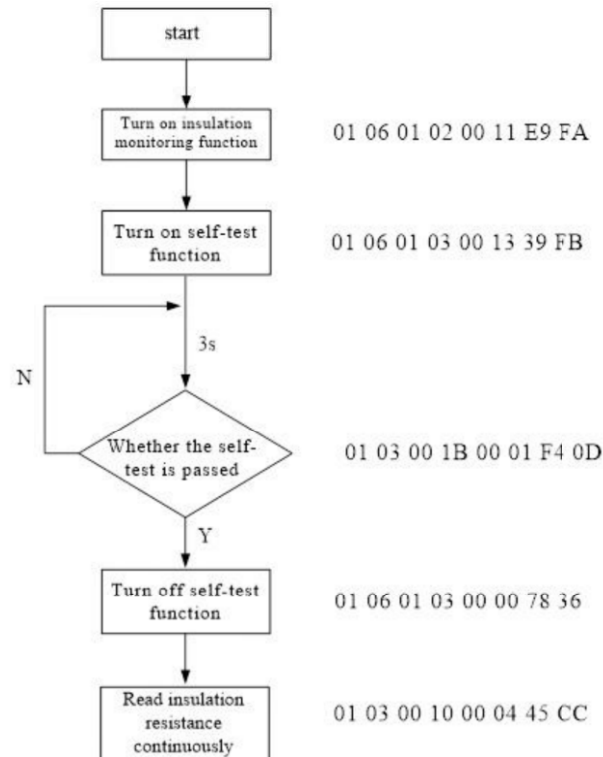 start
Turn on insulation
monitoring function
01 06 01 02 00 11 E9 FA
Turn on self-test
function
01 06 01 03 00 13 39 FB
3s
N
Whether the self-
test is passed
01 03 00 1B 00 01 F4 0D
Y
Turn off self-test
function
01 06 01 03 00 00 78 36
Read insulation
resistance
continuously
01 03 00 10 00 04 45 CC